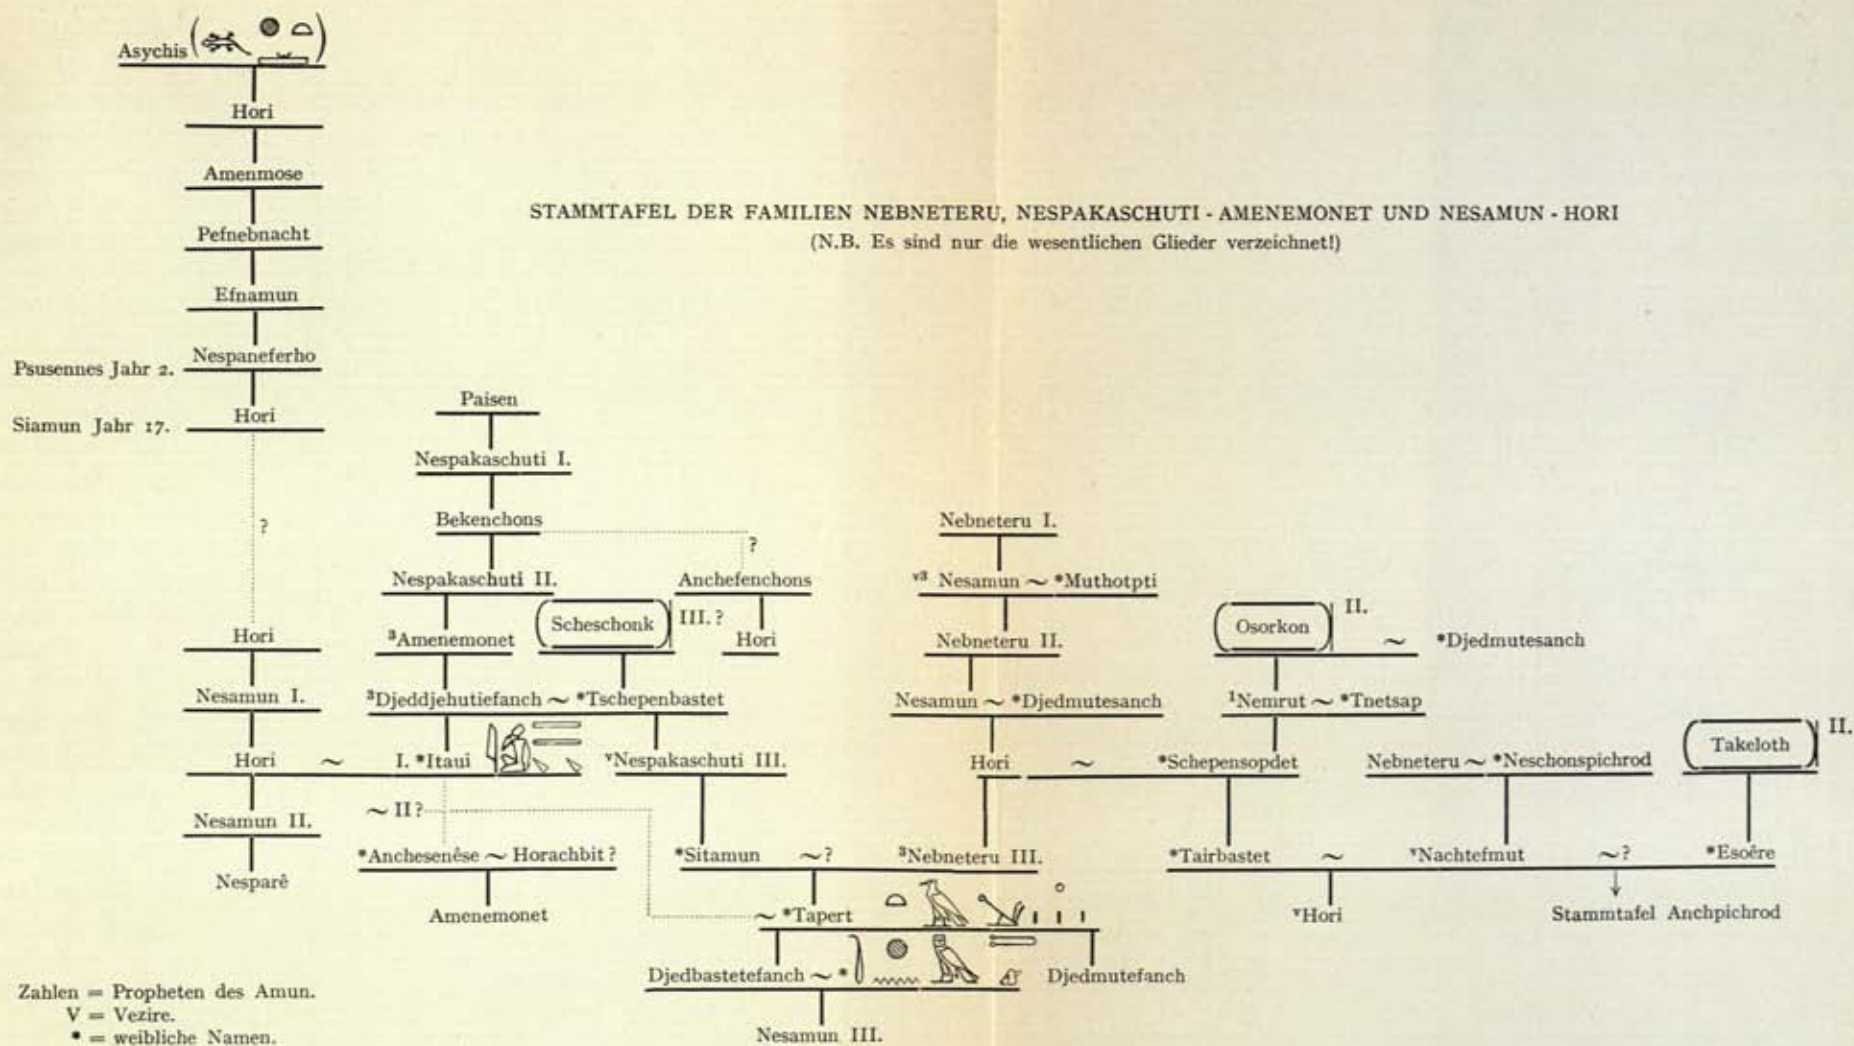 Asychis
Hori
Amenmose
STAMMTAFEL DER FAMILIEN NEBNETERU, NESPAKASCHUTI - AMENEMONET UND NESAMUN - HORI
(N.B. Es sind nur die wesentlichen Glieder verzeichnet!)
Pefnebnacht
Efnamun
Psusennes Jahr 2. Nespaneferho
Siamun Jahr 17. Hori
Paisen
Nespakaschuti I.
?
Bekenchons ? Nebneteru I.
Nespakaschuti II. Anchefenchons v3 Nesamun ~ *Muthotpti
Hori ³Amenemonet Scheschonk III. ? Hori Nebneteru II. Osorkon II. ~ *Djedmutesanch
Nesamun I. ³Djeddjehutiefanch ~ *Tschepenbastet Nesamun ~ *Djedmutesanch ¹Nemrut ~ *Tnetsap
Hori ~ I. *Itaui vNespakaschuti III. Hori ~ *Schepensopdet Nebneteru ~ *Neschonspichrod Takeloth II.
Nesamun II. ~ II?
*Anchesenêse ~ Horachbit? *Sitamun ~? ³Nebneteru III. *Tairbastet ~ vNachtefmut ~? *Esoêre
Nesparê
Amenemonet ~ *Tapert vHori Stammtafel Anchpichrod
Djedbastetefanch ~ * Djedmutefanch
Nesamun III.
Zahlen = Propheten des Amun.
V = Vezire.
* = weibliche Namen.